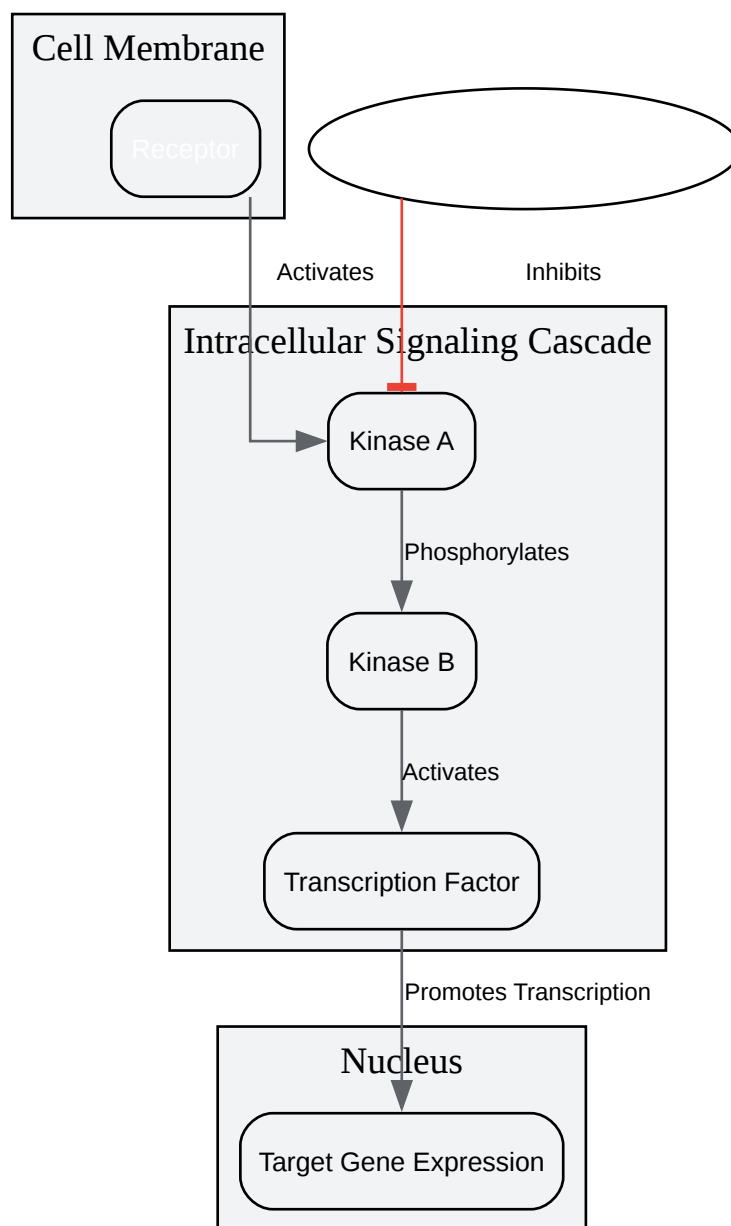 Cell Membrane
Receptor
Activates
Inhibits
Intracellular Signaling Cascade
Kinase A
Phosphorylates
Kinase B
Activates
Transcription Factor
Promotes Transcription
Nucleus
Target Gene Expression